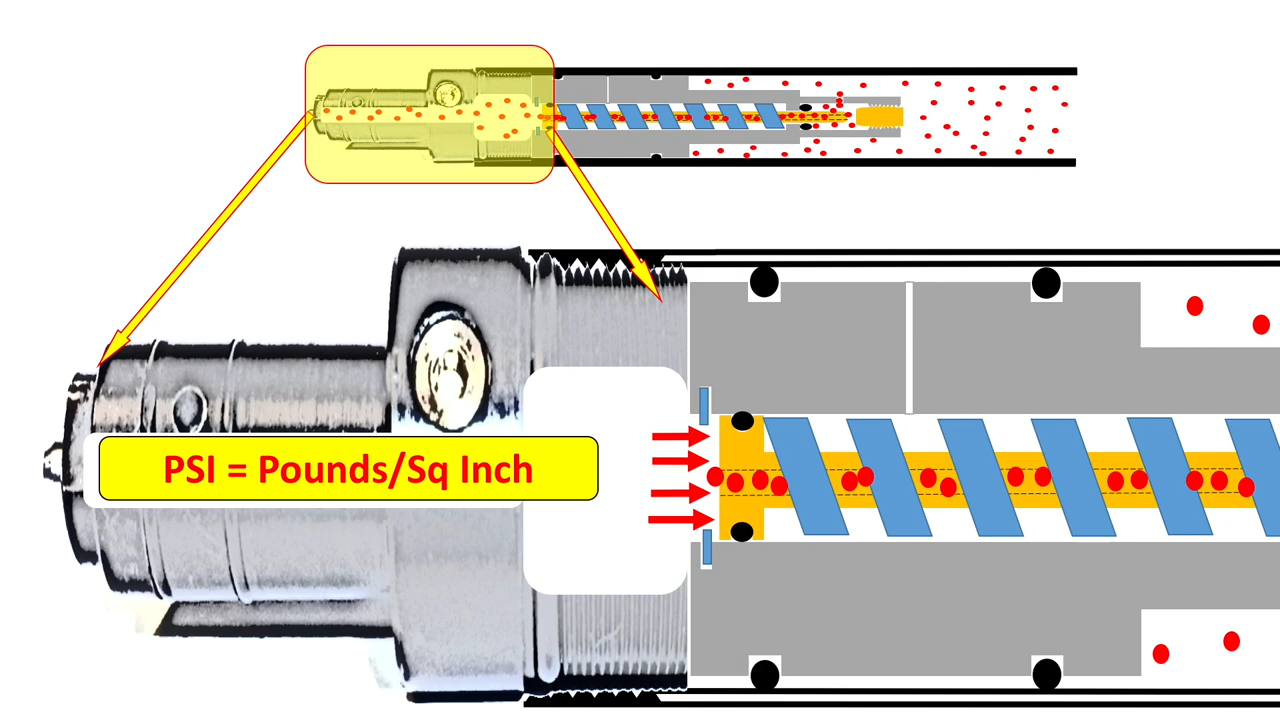 PSI = Pounds/Sq Inch